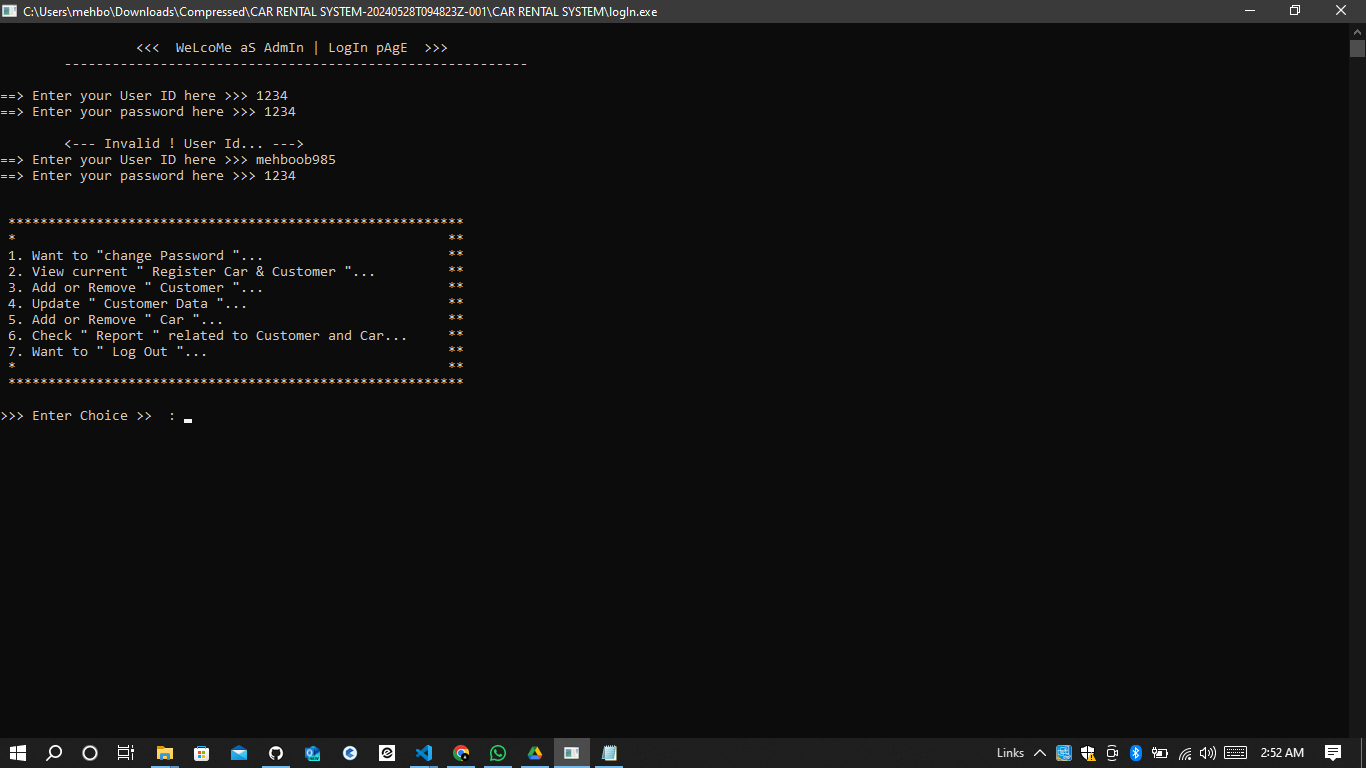 C:\Users\mehbo\Downloads\Compressed\CAR RENTAL SYSTEM-20240528T094823Z-001\CAR RENTAL SYSTEM\logIn.exe
<<<  WeLcoMe aS AdmIn | LogIn pAgE  >>>
----------------------------------------------------------
==> Enter your User ID here >>> 1234
==> Enter your password here >>> 1234
<--- Invalid ! User Id... --->
==> Enter your User ID here >>> mehboob985
==> Enter your password here >>> 1234
*********************************************************
* **
1. Want to "change Password "... **
2. View current " Register Car & Customer "... **
3. Add or Remove " Customer "... **
4. Update " Customer Data "... **
5. Add or Remove " Car "... **
6. Check " Report " related to Customer and Car... **
7. Want to " Log Out "... **
* **
*********************************************************
>>> Enter Choice >>  :
Links 2:52 AM